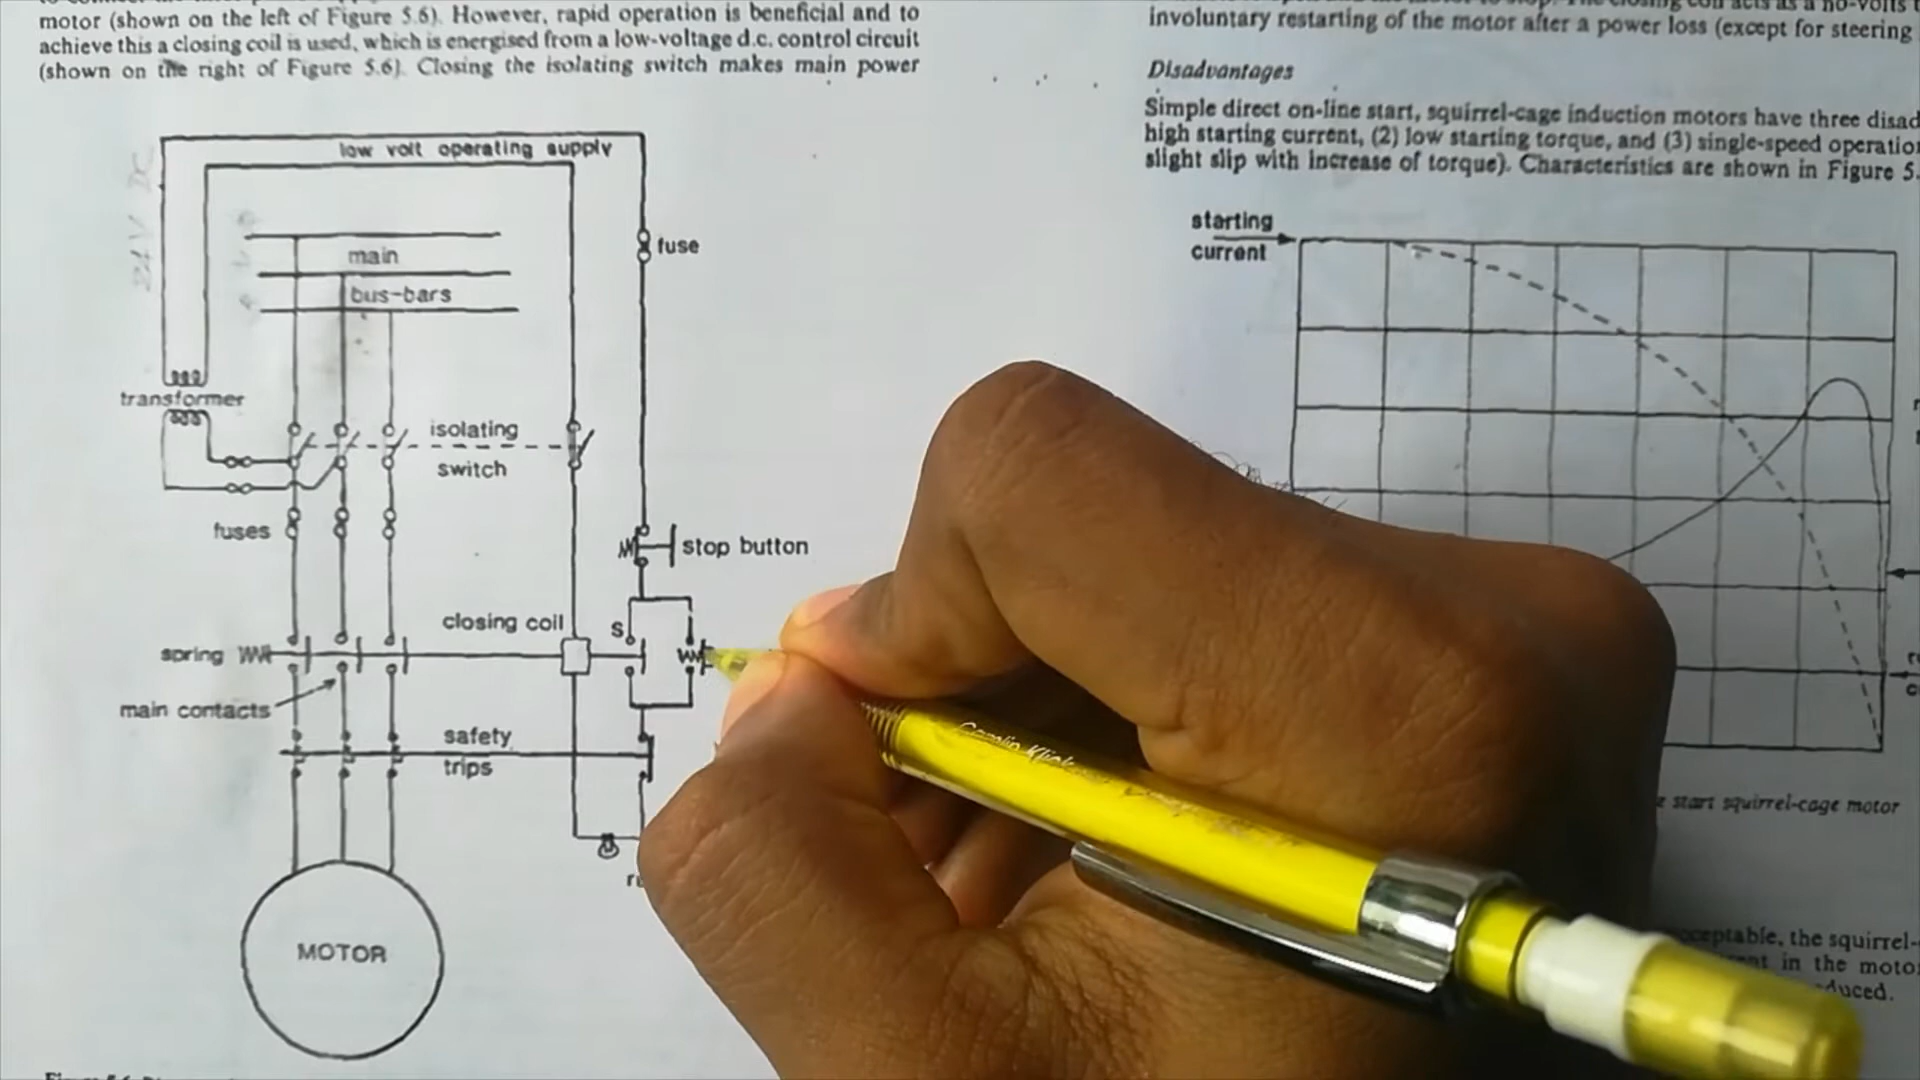 motor (shown on the left of Figure 5.6). However, rapid operation is beneficial and to
achieve this a closing coil is used, which is energised from a low-voltage d.c. control circuit
(shown on the right of Figure 5.6). Closing the isolating switch makes main power
low volt operating supply
24V DC
fuse
main
bus-bars
transformer
isolating
switch
fuses
stop button
closing coil
S
spring
main contacts
safety
trips
MOTOR
involuntary restarting of the motor after a power loss (except for steering
Disadvantages
Simple direct on-line start, squirrel-cage induction motors have three disad
high starting current, (2) low starting torque, and (3) single-speed operatio
slight slip with increase of torque). Characteristics are shown in Figure 5.
starting
current
start squirrel-cage motor
acceptable, the squirrel-
in the moto
duced.